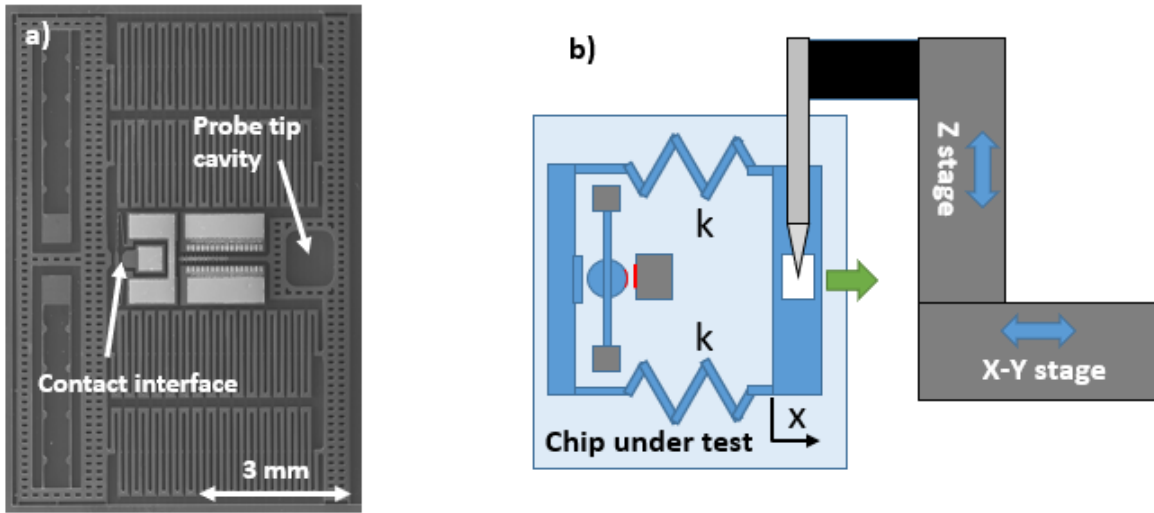 a)
Probe tip
cavity
Contact interface
3 mm
b)
Z stage
k
k
X-Y stage
x
Chip under test